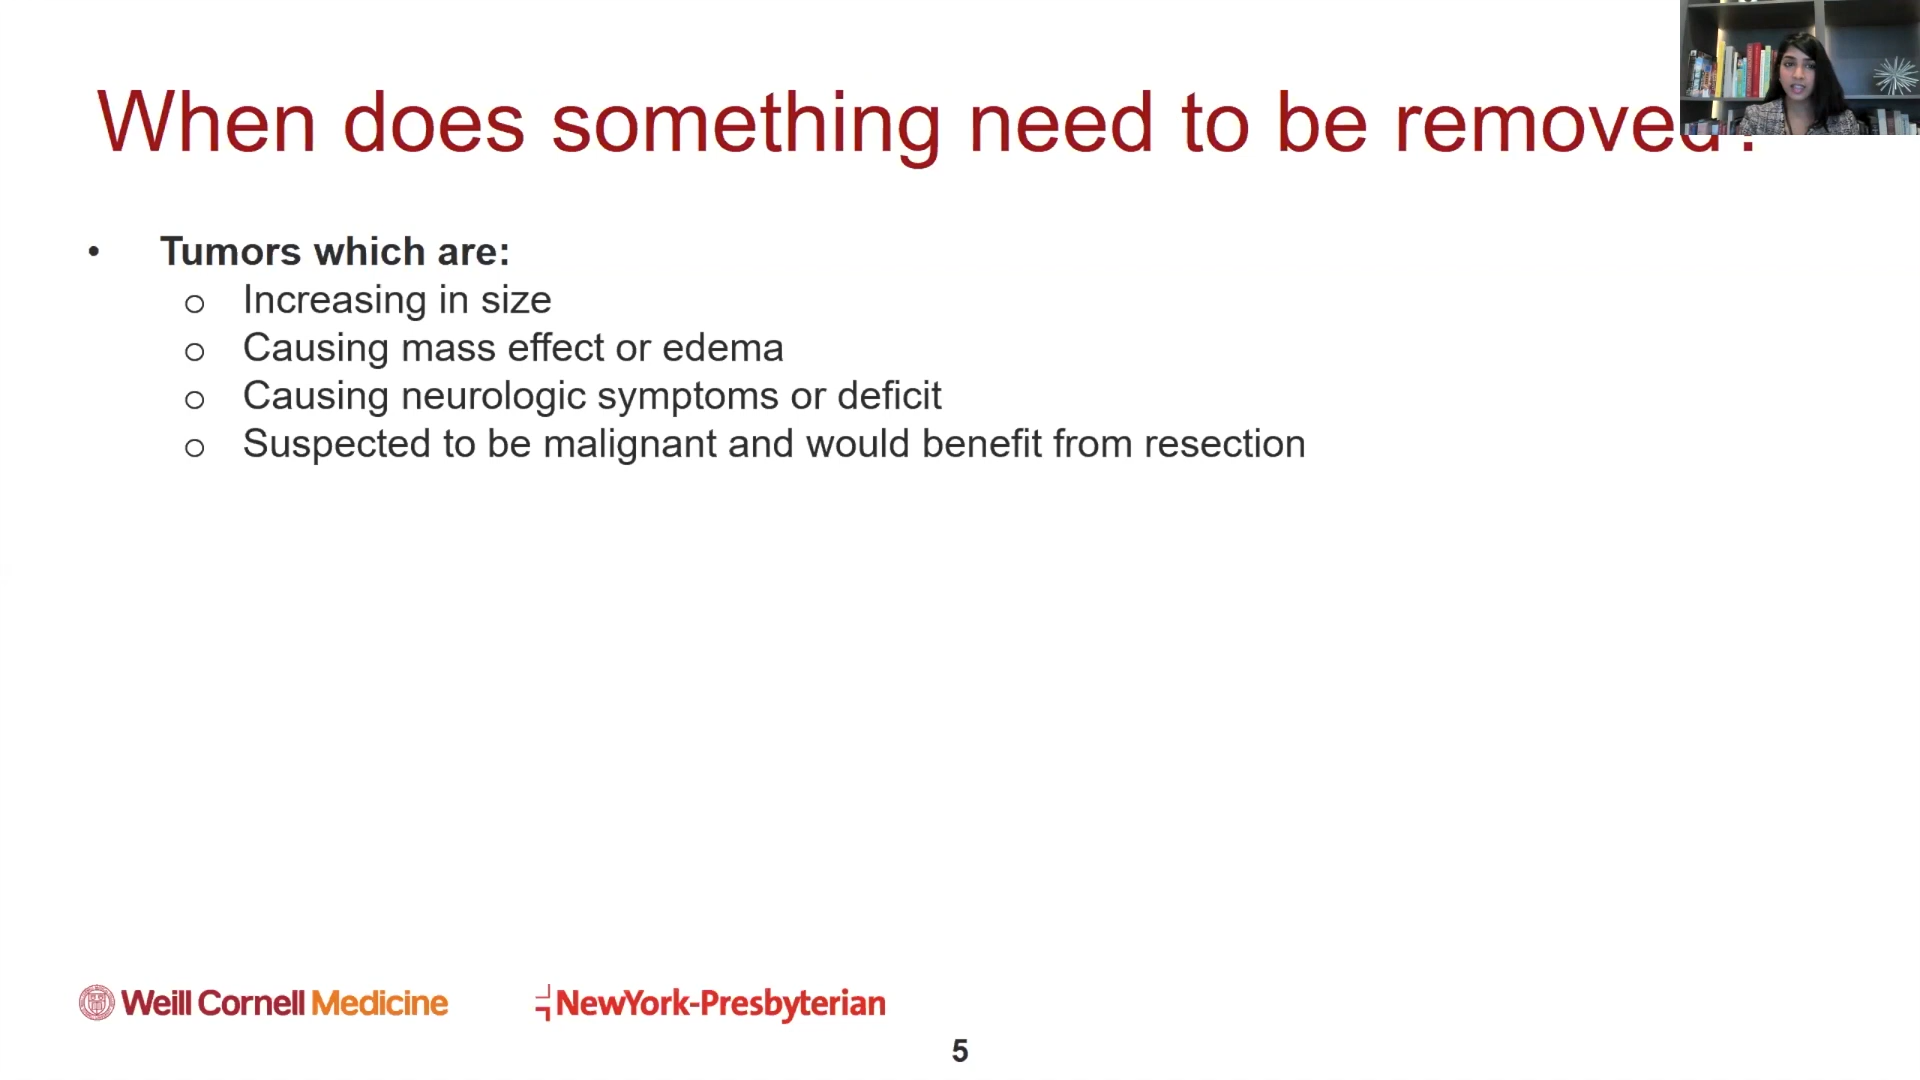 When does something need to be removed?
• Tumors which are:
o Increasing in size
o Causing mass effect or edema
o Causing neurologic symptoms or deficit
o Suspected to be malignant and would benefit from resection
Weill Cornell Medicine
NewYork-Presbyterian
5